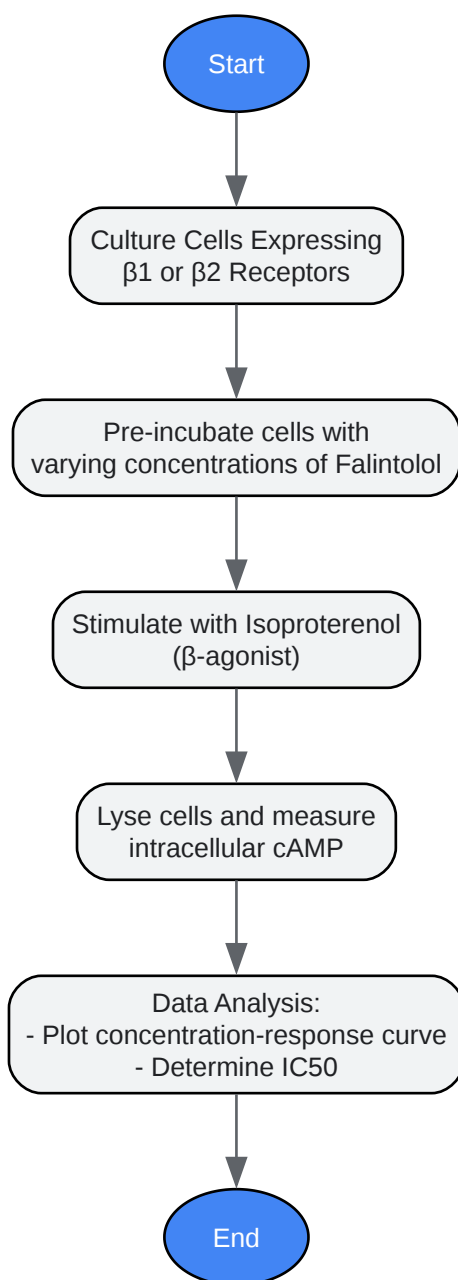 Start
Culture Cells Expressing
β1 or β2 Receptors
Pre-incubate cells with
varying concentrations of Falintolol
Stimulate with Isoproterenol
(β-agonist)
Lyse cells and measure
intracellular cAMP
Data Analysis:
- Plot concentration-response curve
- Determine IC50
End